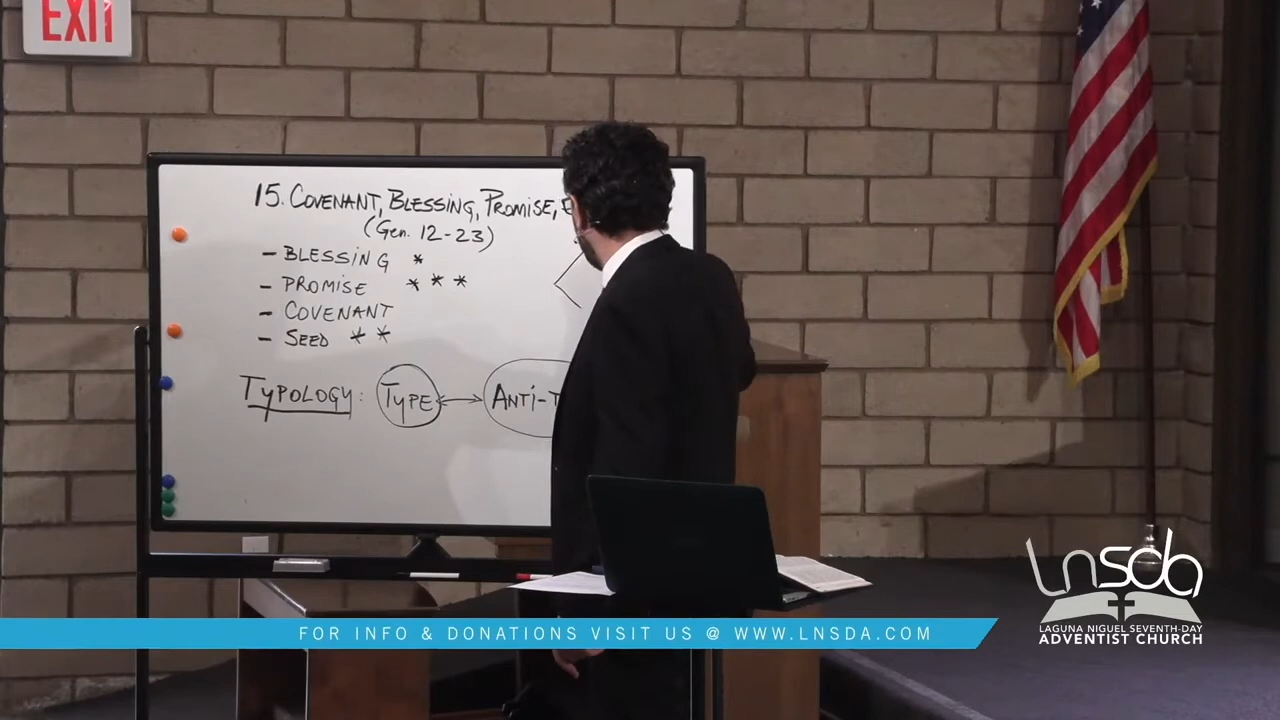 EXIT
15. COVENANT, BLESSING, PROMISE,
(Gen. 12-23)
- BLESSING *
- PROMISE * * *
- COVENANT
- SEED * *
TYPOLOGY: TYPE ↔ ANTI-T
LNSDA
LAGUNA NIGUEL SEVENTH-DAY
ADVENTIST CHURCH
FOR INFO & DONATIONS VISIT US @ WWW.LNSDA.COM